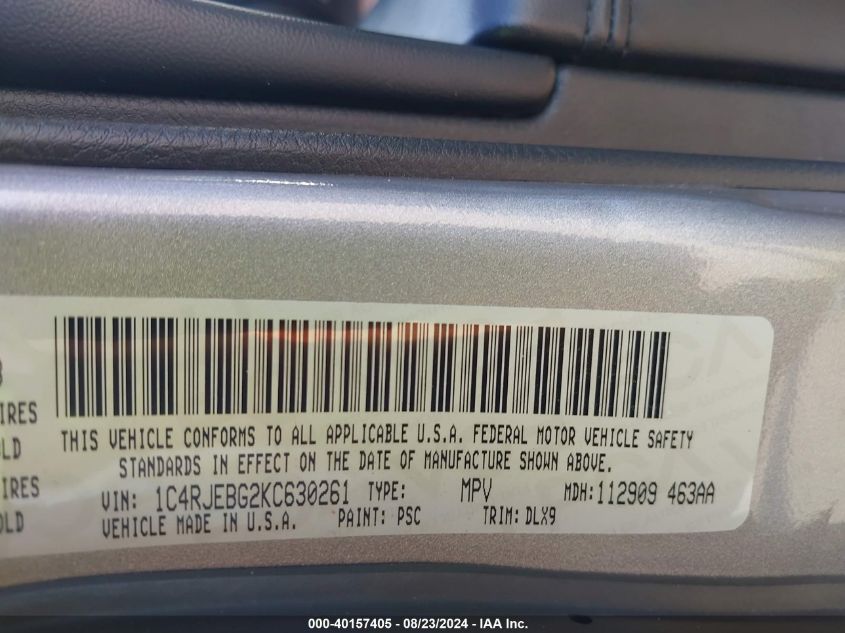 IRES
OLD
IRES
OLD
THIS VEHICLE CONFORMS TO ALL APPLICABLE U.S.A. FEDERAL MOTOR VEHICLE SAFETY
STANDARDS IN EFFECT ON THE DATE OF MANUFACTURE SHOWN ABOVE.
VIN: 1C4RJEBG2KC630261 TYPE: MPV MDH:112909 463AA
VEHICLE MADE IN U.S.A. PAINT: PSC TRIM: DLX9
000-40157405 - 08/23/2024 - IAA Inc.